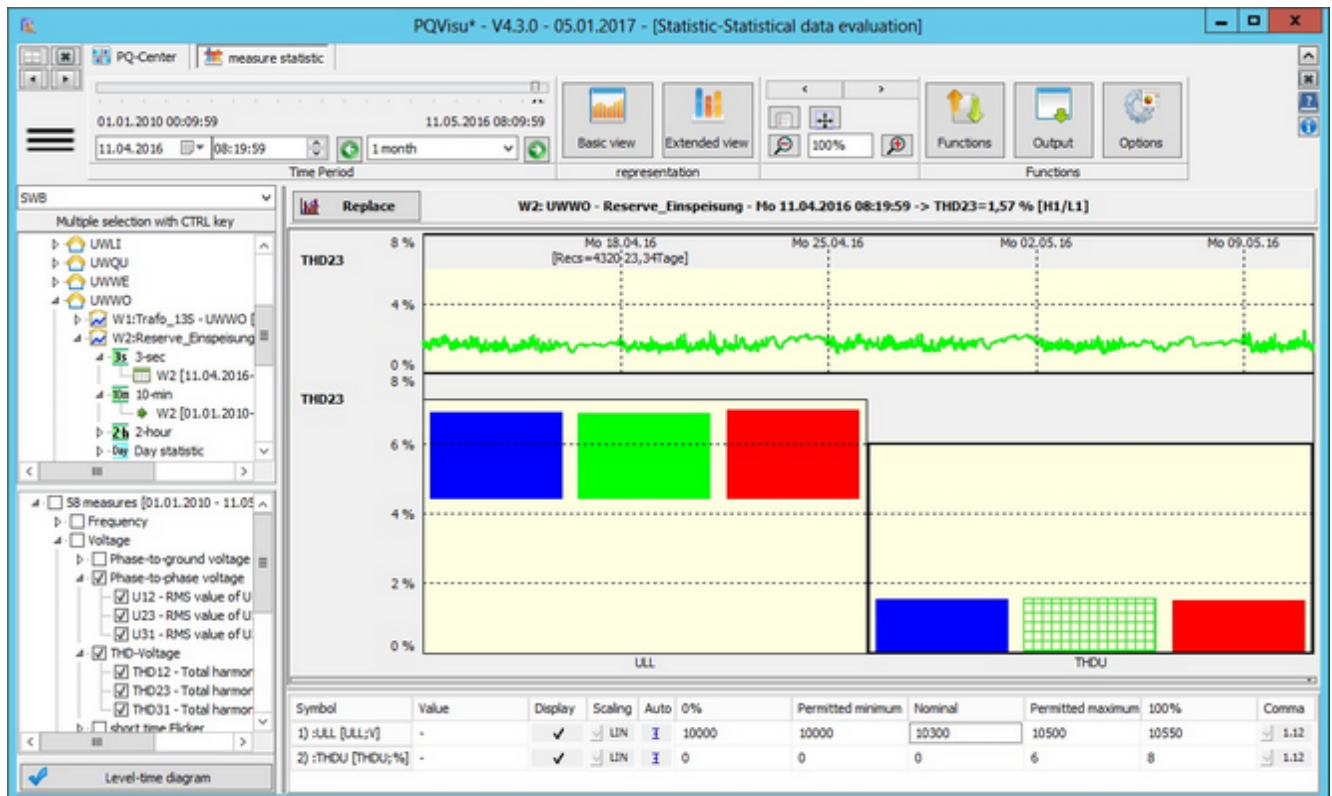 PQVisu* - V4.3.0 - 05.01.2017 - [Statistic-Statistical data evaluation]
PQ-Center
measure statistic
01.01.2010 00:09:59
11.05.2016 08:09:59
11.04.2016
08:19:59
1 month
Time Period
Basic view
Extended view
representation
100%
Functions
Output
Options
Functions
SWB
Multiple selection with CTRL key
UWLI
UWQU
UWWE
UWWO
W1:Trafo_13S - UWWO [
W2:Reserve_Einspeisung
3s 3-sec
W2 [11.04.2016-
10m 10-min
W2 [01.01.2010-
2h 2-hour
Day Day statistic
58 measures [01.01.2010 - 11.05
Frequency
Voltage
Phase-to-ground voltage
Phase-to-phase voltage
U12 - RMS value of U
U23 - RMS value of U
U31 - RMS value of U
THD-Voltage
THD12 - Total harmor
THD23 - Total harmor
THD31 - Total harmor
short time Flicker
Level-time diagram
Replace
W2: UWWO - Reserve_Einspeisung - Mo 11.04.2016 08:19:59 -> THD23=1,57 % [H1/L1]
THD23
8 %
Mo 18.04.16
Mo 25.04.16
Mo 02.05.16
Mo 09.05.16
[Recs=4320 23,34Tage]
4 %
0 %
8 %
THD23
6 %
4 %
2 %
0 %
ULL
THDU
Symbol Value Display Scaling Auto 0% Permitted minimum Nominal Permitted maximum 100% Comma
1) :ULL [ULL;V] - LIN I 10000 10000 10300 10500 10550 1.12
2) :THDU [THDU;%] - LIN I 0 0 0 6 8 1.12